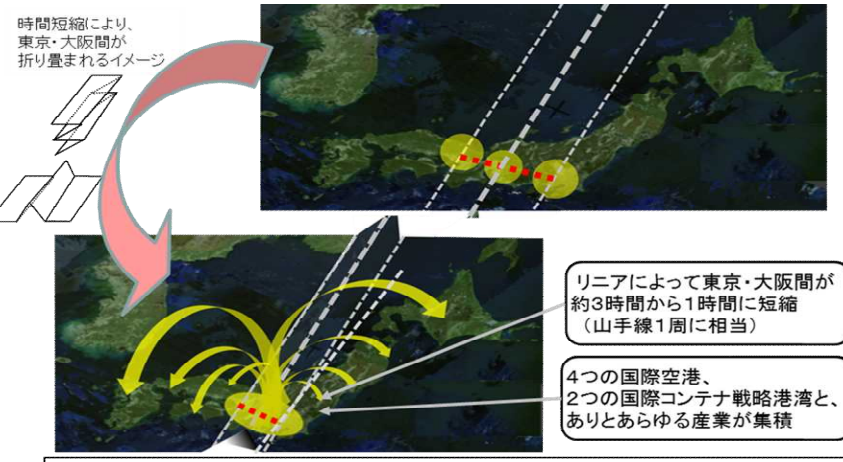 時間短縮により、
東京・大阪間が
折り畳まれるイメージ
リニアによって東京・大阪間が
約3時間から1時間に短縮
（山手線1周に相当）
4つの国際空港、
2つの国際コンテナ戦略港湾と、
ありとあらゆる産業が集積